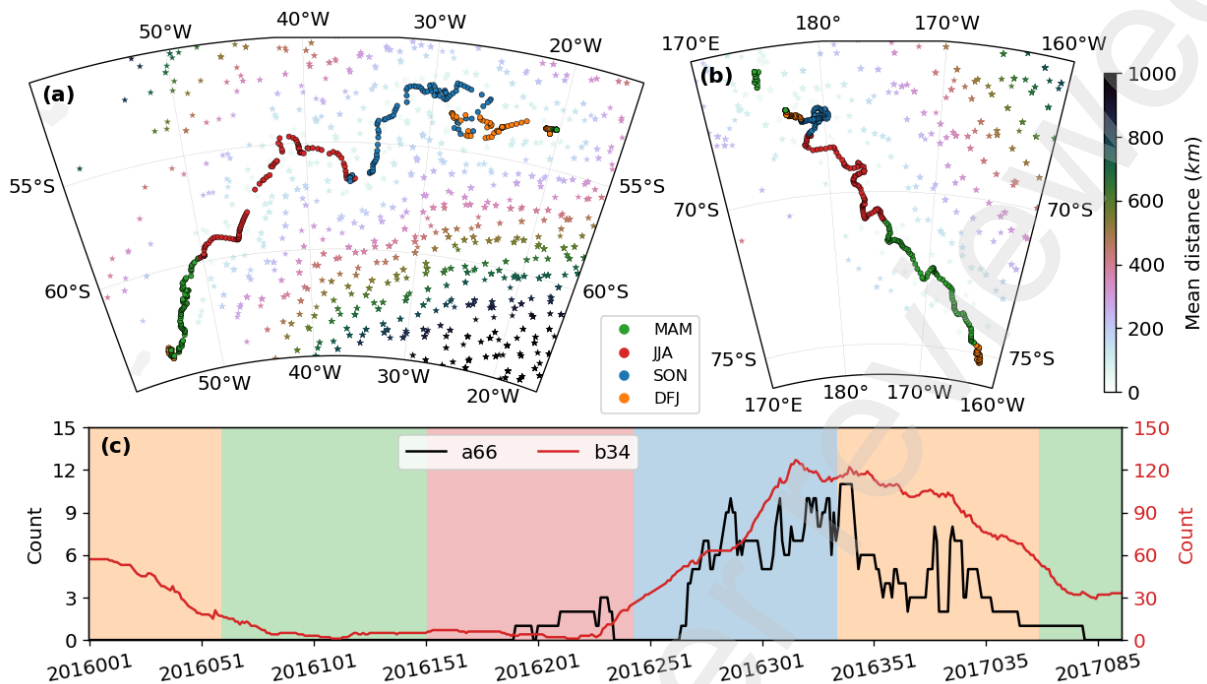 50°W 40°W 30°W 20°W
(a)
55°S 55°S
60°S 60°S
50°W 40°W 30°W 20°W
170°E 180° 170°W 160°W
(b)
70°S 70°S
75°S 75°S
170°E 180° 170°W 160°W
MAM
JJA
SON
DFJ
1000
800
600
400
200
0
Mean distance (km)
(c)
a66 b34
15 150
12 120
9 90
6 60
3 30
0 0
Count Count
2016001 2016051 2016101 2016151 2016201 2016251 2016301 2016351 2017035 2017085